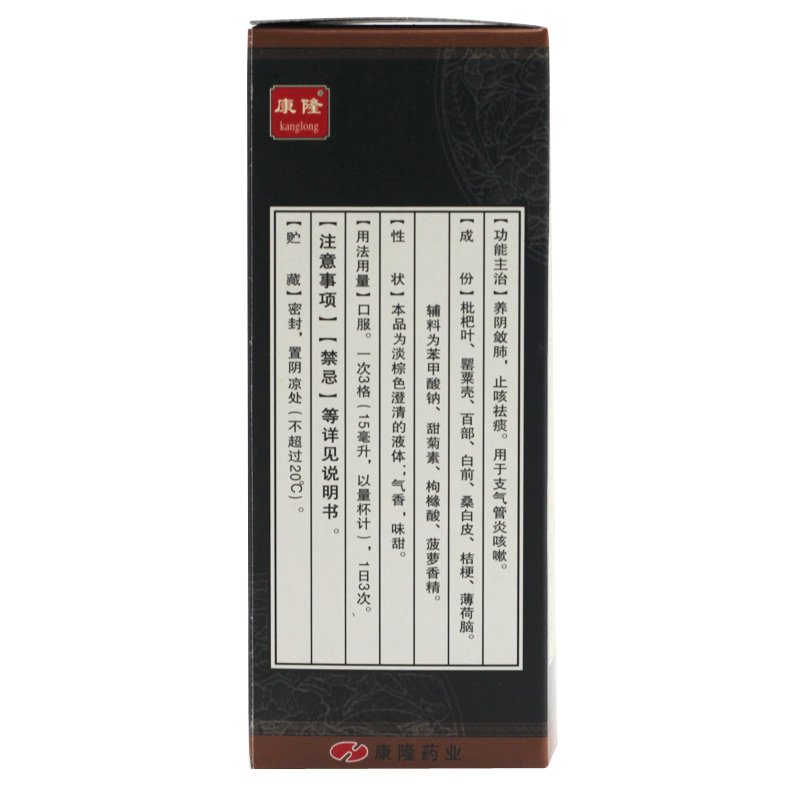 康隆®
kanglong
【功能主治】养阴敛肺，止咳祛痰。用于支气管炎咳嗽。
【成份】枇杷叶、罂粟壳、百部、白前、桑白皮、桔梗、薄荷脑。
辅料为苯甲酸钠、甜菊素、枸橼酸、菠萝香精。
【性状】本品为淡棕色澄清的液体；气香，味甜。
【用法用量】口服。一次3格（15毫升，以量杯计），1日3次。
【注意事项】【禁忌】等详见说明书。
【贮藏】密封，置阴凉处（不超过20℃）。
康隆药业